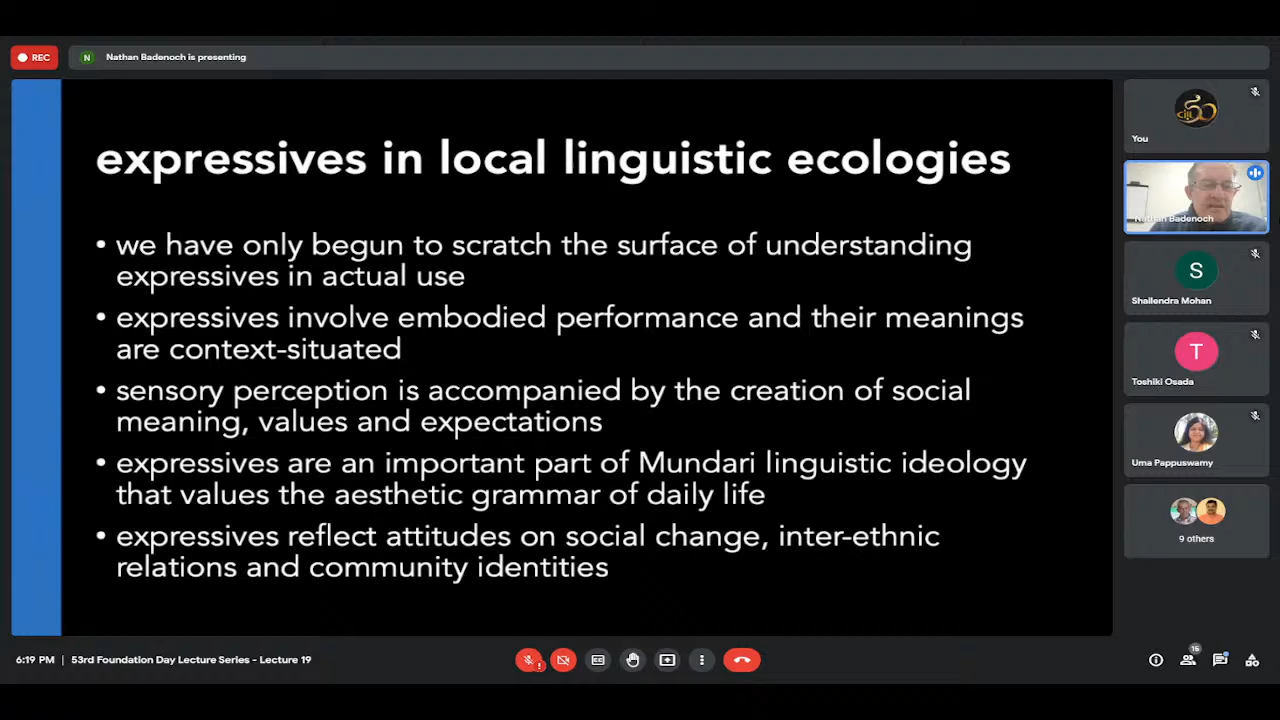 REC
N
Nathan Badenoch is presenting
expressives in local linguistic ecologies
• we have only begun to scratch the surface of understanding
expressives in actual use
• expressives involve embodied performance and their meanings
are context-situated
• sensory perception is accompanied by the creation of social
meaning, values and expectations
• expressives are an important part of Mundari linguistic ideology
that values the aesthetic grammar of daily life
• expressives reflect attitudes on social change, inter-ethnic
relations and community identities
You
Nathan Badenoch
S
Shailendra Mohan
T
Toshiki Osada
Uma Pappuswamy
9 others
6:19 PM | 53rd Foundation Day Lecture Series - Lecture 19
15